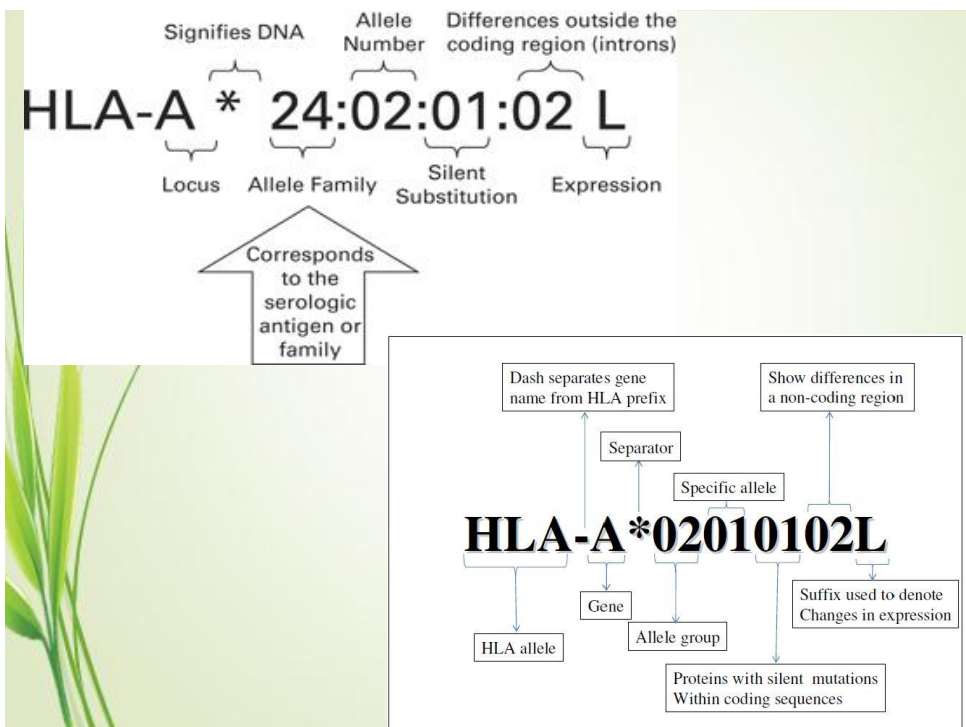 Signifies DNA
Allele
Number
Differences outside the
coding region (introns)
HLA-A * 24:02:01:02 L
Locus
Allele Family
Silent
Substitution
Expression
Corresponds
to the
serologic
antigen or
family
Dash separates gene
name from HLA prefix
Show differences in
a non-coding region
Separator
Specific allele
HLA-A*02010102L
Gene
HLA allele
Allele group
Suffix used to denote
Changes in expression
Proteins with silent mutations
Within coding sequences